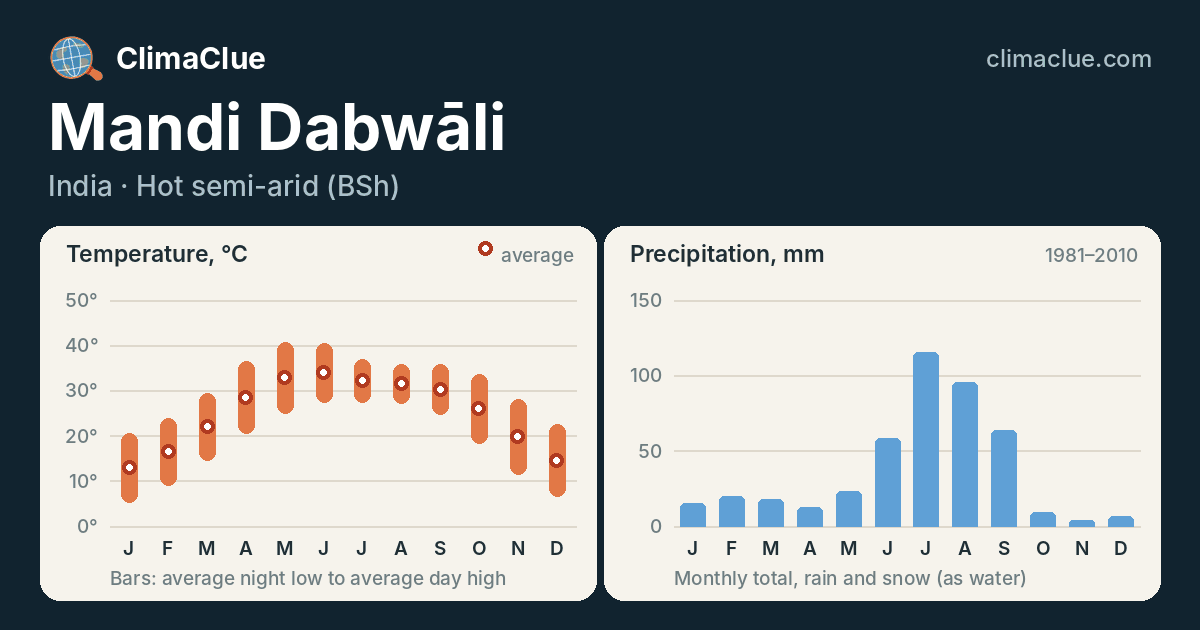 ClimaClue
climaclue.com
Mandi Dabwāli
India · Hot semi-arid (BSh)
Temperature, °C
average
50°
40°
30°
20°
10°
0°
J F M A M J J A S O N D
Bars: average night low to average day high
Precipitation, mm
1981–2010
150
100
50
0
J F M A M J J A S O N D
Monthly total, rain and snow (as water)